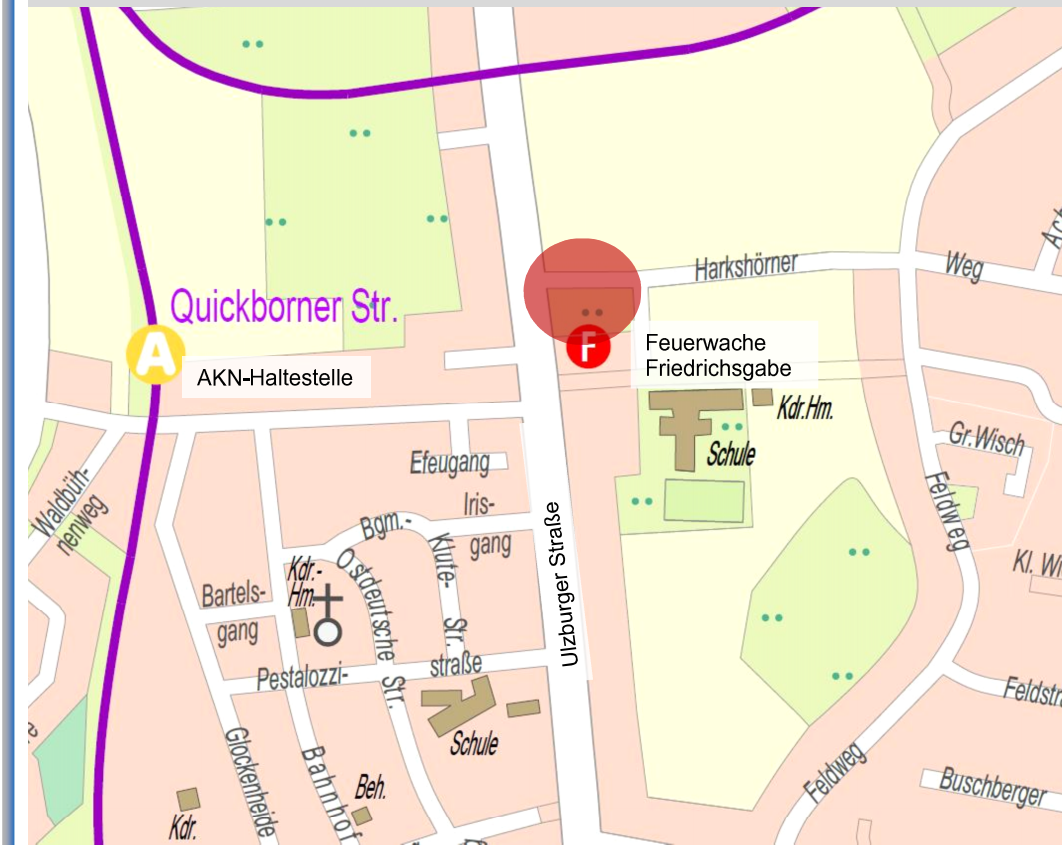 Harkshörner
Weg
Quickborner Str.
A
AKN-Haltestelle
F
Feuerwache
Friedrichsgabe
Kdr.Hm.
Schule
Gr.Wisch
Efeugang
Iris-
gang
Waldbüh-
nenweg
Bgm.-
Klute-
Str.
Ostdeutsche Str.
Ulzburger Straße
Feldweg
Kl. Wi
Kdr.-
Hm.
Bartels-
gang
Pestalozzi-
straße
Schule
Feldstr
Glockenheide
Bahnhof
Beh.
Kdr.
Feldweg
Buschberger